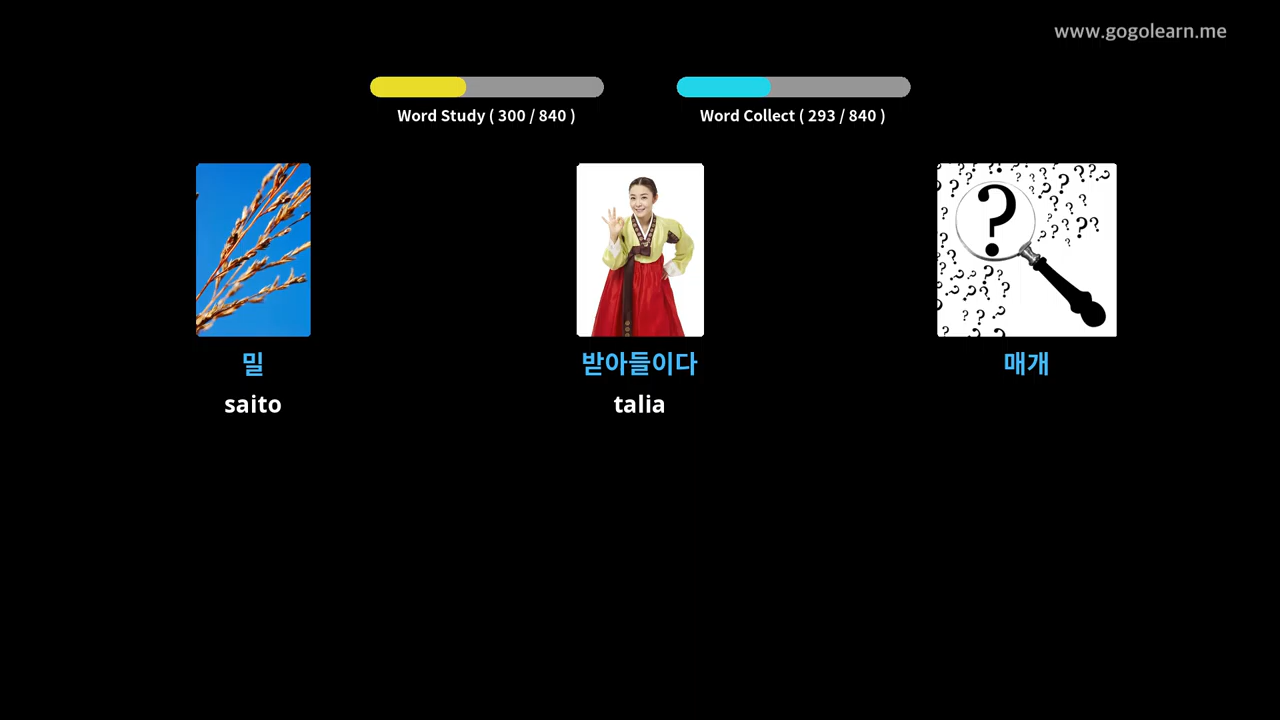 www.gogolearn.me
Word Study ( 300 / 840 )
Word Collect ( 293 / 840 )
밀
받아들이다
매개
saito
talia